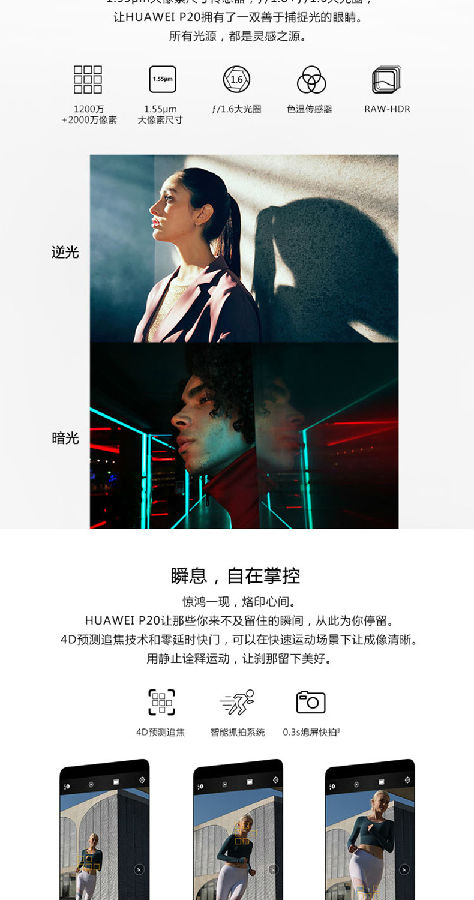 让HUAWEI P20拥有了一双善于捕捉光的眼睛。
所有光源，都是灵感之源。
1.55μm
1.6
1200万
+2000万像素
1.55μm
大像素尺寸
ƒ/1.6大光圈
色温传感器
RAW-HDR
逆光
暗光
瞬息，自在掌控
惊鸿一现，烙印心间。
HUAWEI P20让那些你来不及留住的瞬间，从此为你停留。
4D预测追焦技术和零延时快门，可以在快速运动场景下让成像清晰。
用静止诠释运动，让刹那留下美好。
4D预测追焦
智能抓拍系统
0.3s熄屏快拍